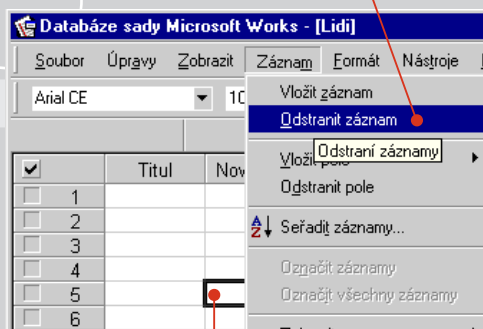 Databáze sady Microsoft Works - [Lidi]
Soubor Úpravy Zobrazit Záznam Formát Nástroje
Arial CE 10
Vložit záznam
Odstranit záznam
Odstraní záznamy
Vložit pole
Odstranit pole
Seřadit záznamy...
Označit záznamy
Označit všechny záznamy
Titul
1
2
3
4
5
6